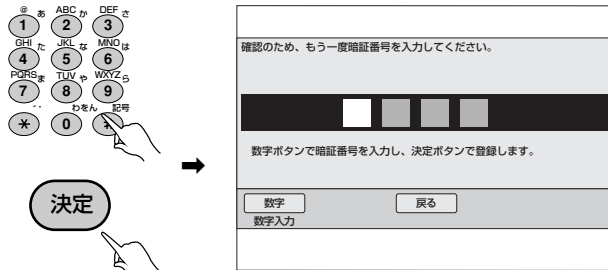 @ あ ABC か DEF さ
1 2 3
GHI た JKL な MNO は
4 5 6
PQRS ま TUV や WXYZ ら
7 8 9
゛゜ わをん 記号
＊ 0 #
決定
➡
確認のため、もう一度暗証番号を入力してください。
数字ボタンで暗証番号を入力し、決定ボタンで登録します。
数字 戻る
数字入力